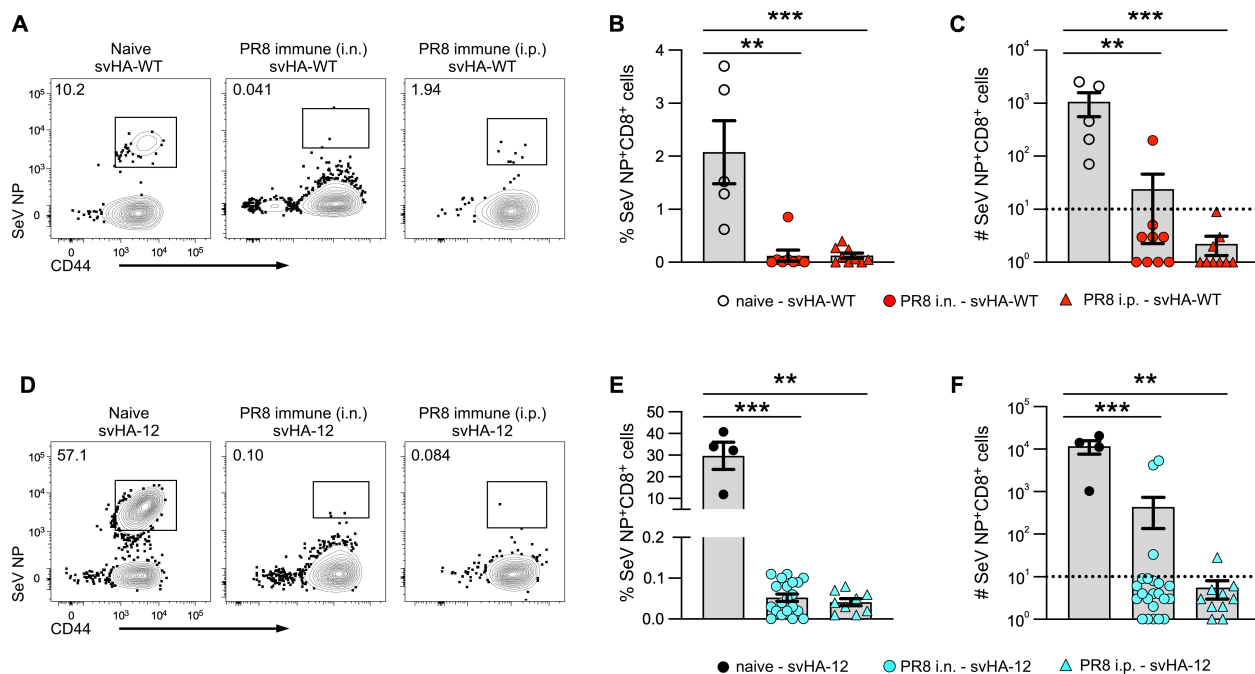 A
Naive
svHA-WT
PR8 immune (i.n.)
svHA-WT
PR8 immune (i.p.)
svHA-WT
10.2
0.041
1.94
10⁵
10⁴
10³
0
SeV NP
0 10³ 10⁴ 10⁵
CD44
B
***
**
% SeV NP⁺CD8⁺ cells
4
3
2
1
0
C
***
**
# SeV NP⁺CD8⁺ cells
10⁴
10³
10²
10¹
10⁰
naive - svHA-WT PR8 i.n. - svHA-WT PR8 i.p. - svHA-WT
D
Naive
svHA-12
PR8 immune (i.n.)
svHA-12
PR8 immune (i.p.)
svHA-12
57.1
0.10
0.084
10⁵
10⁴
10³
0
SeV NP
0 10³ 10⁴ 10⁵
CD44
E
**
***
% SeV NP⁺CD8⁺ cells
50
40
30
20
10
0.2
0.1
0.0
F
**
***
# SeV NP⁺CD8⁺ cells
10⁵
10⁴
10³
10²
10¹
10⁰
naive - svHA-12 PR8 i.n. - svHA-12 PR8 i.p. - svHA-12